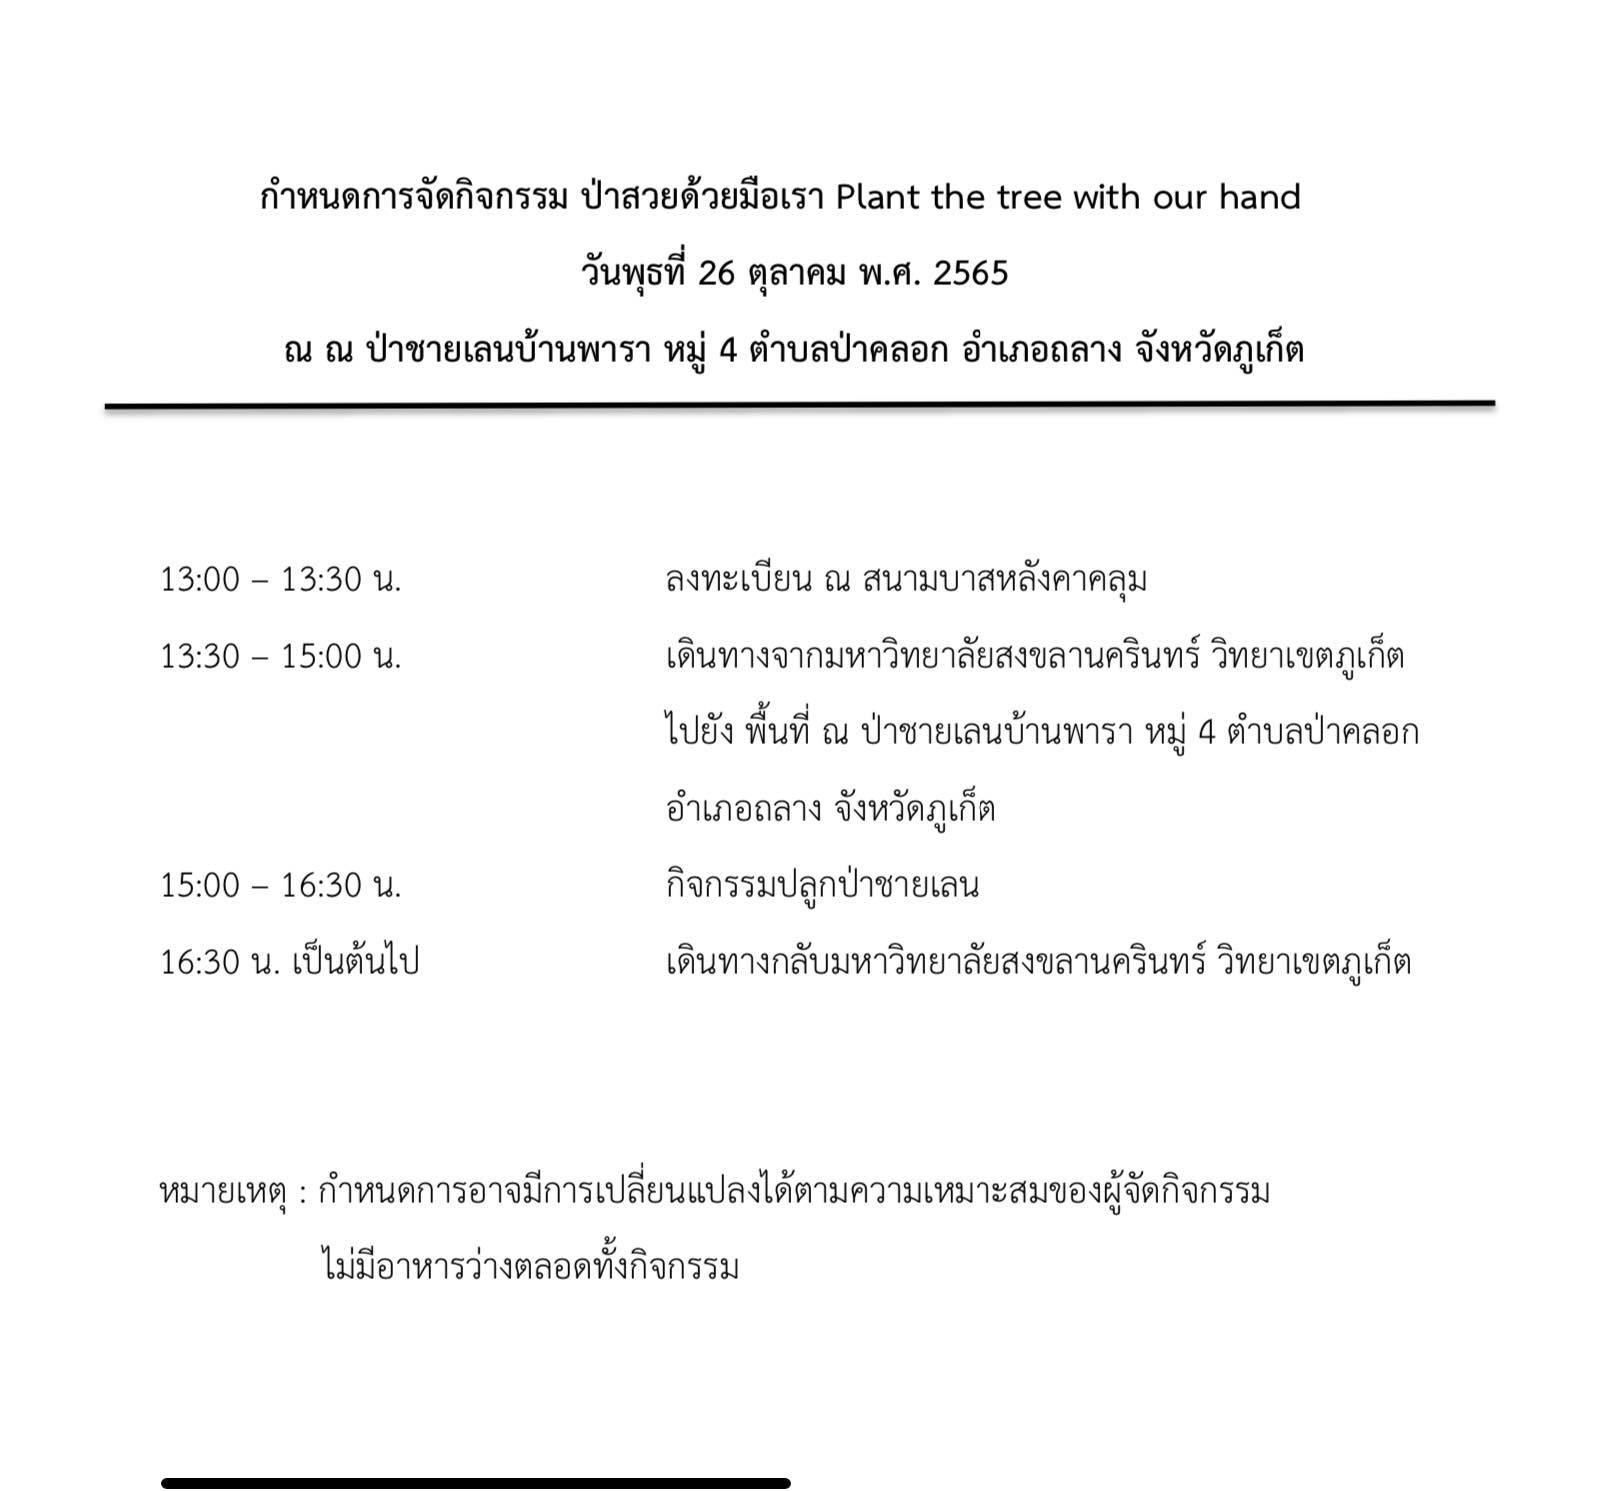 กำหนดการจัดกิจกรรม ป่าสวยด้วยมือเรา Plant the tree with our hand
วันพุธที่ 26 ตุลาคม พ.ศ. 2565
ณ ณ ป่าชายเลนบ้านพารา หมู่ 4 ตำบลป่าคลอก อำเภอถลาง จังหวัดภูเก็ต
13:00 – 13:30 น. ลงทะเบียน ณ สนามบาสหลังคาคลุม
13:30 – 15:00 น. เดินทางจากมหาวิทยาลัยสงขลานครินทร์ วิทยาเขตภูเก็ต
ไปยัง พื้นที่ ณ ป่าชายเลนบ้านพารา หมู่ 4 ตำบลป่าคลอก
อำเภอถลาง จังหวัดภูเก็ต
15:00 – 16:30 น. กิจกรรมปลูกป่าชายเลน
16:30 น. เป็นต้นไป เดินทางกลับมหาวิทยาลัยสงขลานครินทร์ วิทยาเขตภูเก็ต
หมายเหตุ : กำหนดการอาจมีการเปลี่ยนแปลงได้ตามความเหมาะสมของผู้จัดกิจกรรม
ไม่มีอาหารว่างตลอดทั้งกิจกรรม